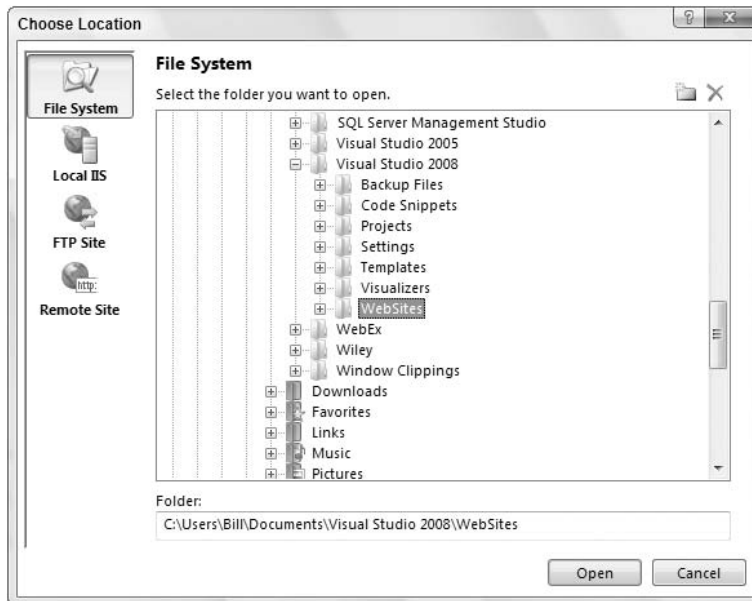 Choose Location
File System
Local IIS
FTP Site
http:
Remote Site
File System
Select the folder you want to open.
SQL Server Management Studio
Visual Studio 2005
Visual Studio 2008
Backup Files
Code Snippets
Projects
Settings
Templates
Visualizers
WebSites
WebEx
Wiley
Window Clippings
Downloads
Favorites
Links
Music
Pictures
Folder:
C:\Users\Bill\Documents\Visual Studio 2008\WebSites
Open
Cancel